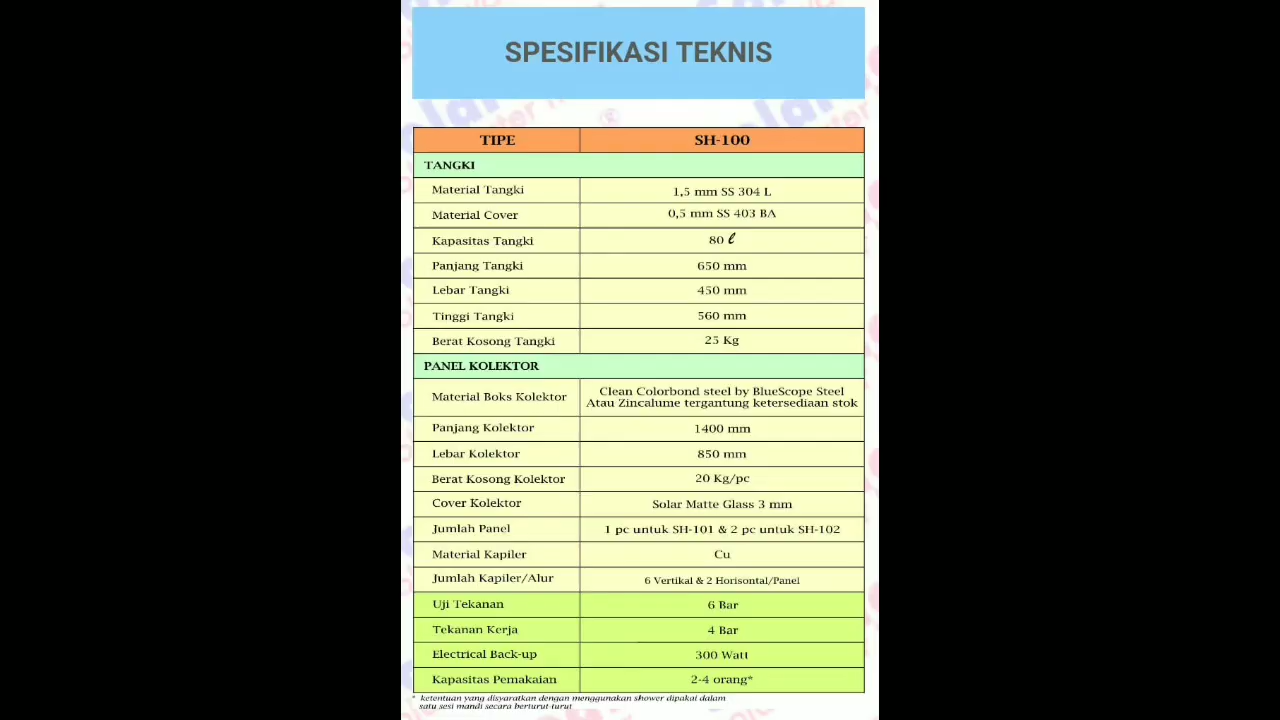 SPESIFIKASI TEKNIS
TIPE SH-100
TANGKI
Material Tangki 1,5 mm SS 304 L
Material Cover 0,5 mm SS 403 BA
Kapasitas Tangki 80 ℓ
Panjang Tangki 650 mm
Lebar Tangki 450 mm
Tinggi Tangki 560 mm
Berat Kosong Tangki 25 Kg
PANEL KOLEKTOR
Material Boks Kolektor Clean Colorbond steel by BlueScope Steel
Atau Zincalume tergantung ketersediaan stok
Panjang Kolektor 1400 mm
Lebar Kolektor 850 mm
Berat Kosong Kolektor 20 Kg/pc
Cover Kolektor Solar Matte Glass 3 mm
Jumlah Panel 1 pc untuk SH-101 & 2 pc untuk SH-102
Material Kapiler Cu
Jumlah Kapiler/Alur 6 Vertikal & 2 Horisontal/Panel
Uji Tekanan 6 Bar
Tekanan Kerja 4 Bar
Electrical Back-up 300 Watt
Kapasitas Pemakaian 2-4 orang*
* ketentuan yang disyaratkan dengan menggunakan shower dipakai dalam
satu sesi mandi secara berturut-turut